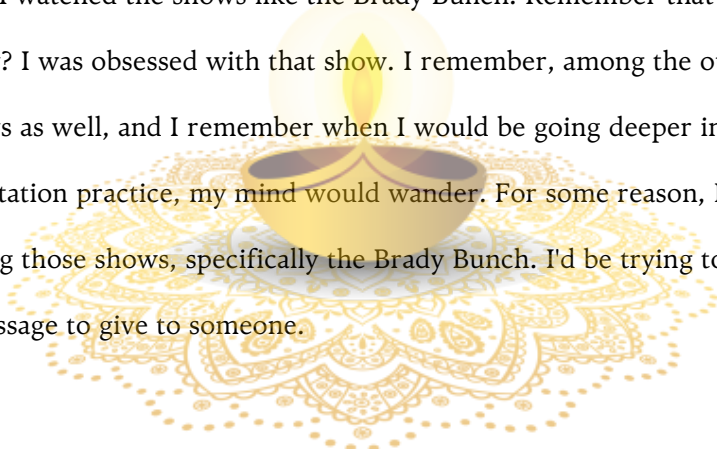 I watched the shows like the Brady Bunch. Remember that
? I was obsessed with that show. I remember, among the
s as well, and I remember when I would be going deeper
tation practice, my mind would wander. For some reason,
g those shows, specifically the Brady Bunch. I'd be trying to
ssage to give to someone.